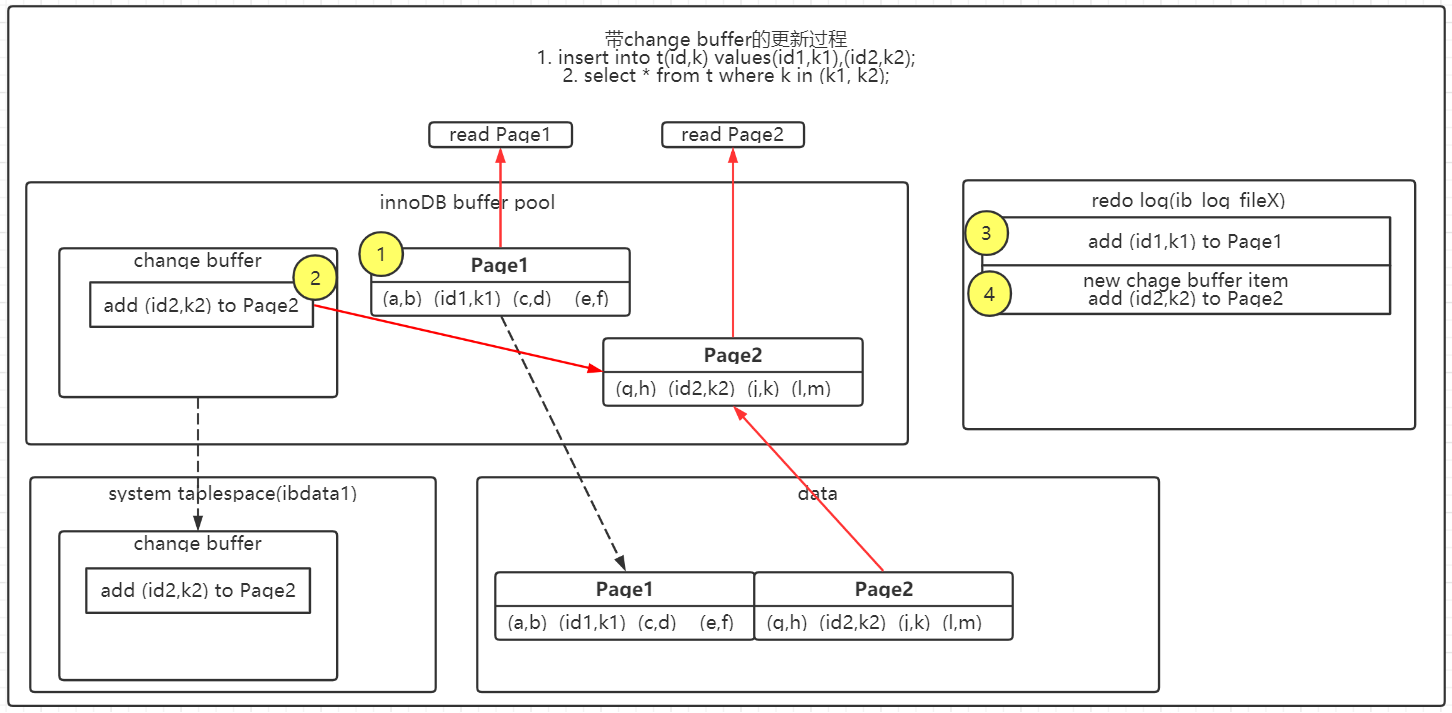 带change buffer的更新过程
1. insert into t(id,k) values(id1,k1),(id2,k2);
2. select * from t where k in (k1, k2);
read Page1
read Page2
innoDB buffer pool
change buffer
2
add (id2,k2) to Page2
1
Page1
(a,b) (id1,k1) (c,d) (e,f)
Page2
(g,h) (id2,k2) (j,k) (l,m)
redo log(ib_log_fileX)
3
add (id1,k1) to Page1
4
new chage buffer item
add (id2,k2) to Page2
system tablespace(ibdata1)
change buffer
add (id2,k2) to Page2
data
Page1
(a,b) (id1,k1) (c,d) (e,f)
Page2
(g,h) (id2,k2) (j,k) (l,m)